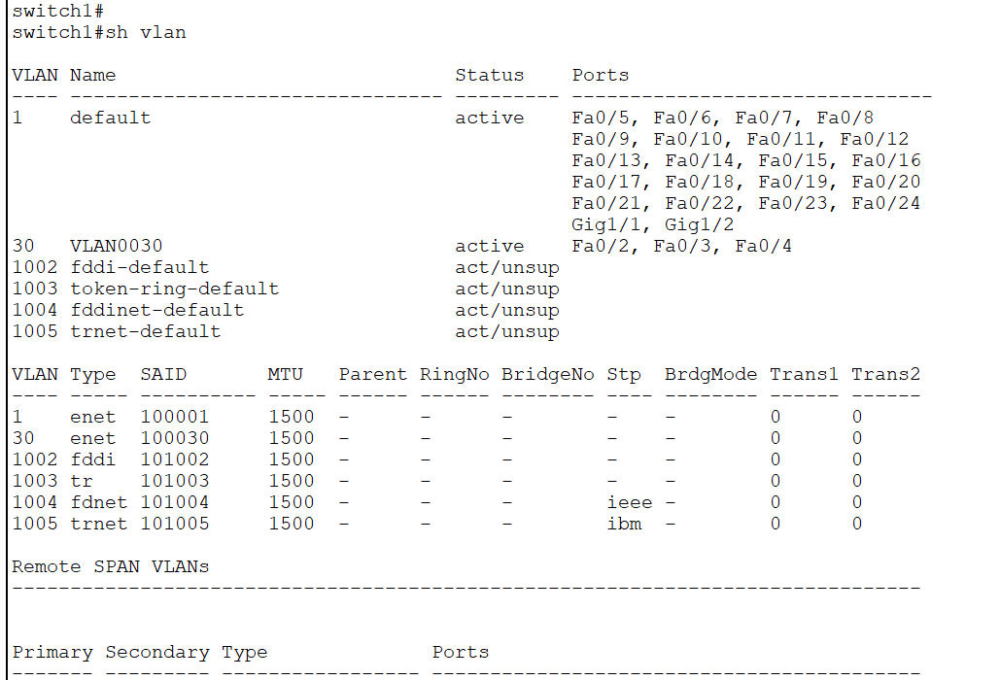 switch1#
switch1#sh vlan
VLAN Name                             Status    Ports
---- -------------------------------- --------- -------------------------------
1    default                          active    Fa0/5, Fa0/6, Fa0/7, Fa0/8
                                                Fa0/9, Fa0/10, Fa0/11, Fa0/12
                                                Fa0/13, Fa0/14, Fa0/15, Fa0/16
                                                Fa0/17, Fa0/18, Fa0/19, Fa0/20
                                                Fa0/21, Fa0/22, Fa0/23, Fa0/24
                                                Gig1/1, Gig1/2
30   VLAN0030                         active    Fa0/2, Fa0/3, Fa0/4
1002 fddi-default                     act/unsup
1003 token-ring-default               act/unsup
1004 fddinet-default                  act/unsup
1005 trnet-default                    act/unsup
VLAN Type  SAID       MTU   Parent RingNo BridgeNo Stp  BrdgMode Trans1 Trans2
---- ----- ---------- ----- ------ ------ -------- ---- -------- ------ ------
1    enet  100001     1500  -      -      -        -    -        0      0
30   enet  100030     1500  -      -      -        -    -        0      0
1002 fddi  101002     1500  -      -      -        -    -        0      0
1003 tr    101003     1500  -      -      -        -    -        0      0
1004 fdnet 101004     1500  -      -      -        ieee -        0      0
1005 trnet 101005     1500  -      -      -        ibm  -        0      0
Remote SPAN VLANs
------------------------------------------------------------------------------
Primary Secondary Type              Ports
------- --------- ----------------- ------------------------------------------